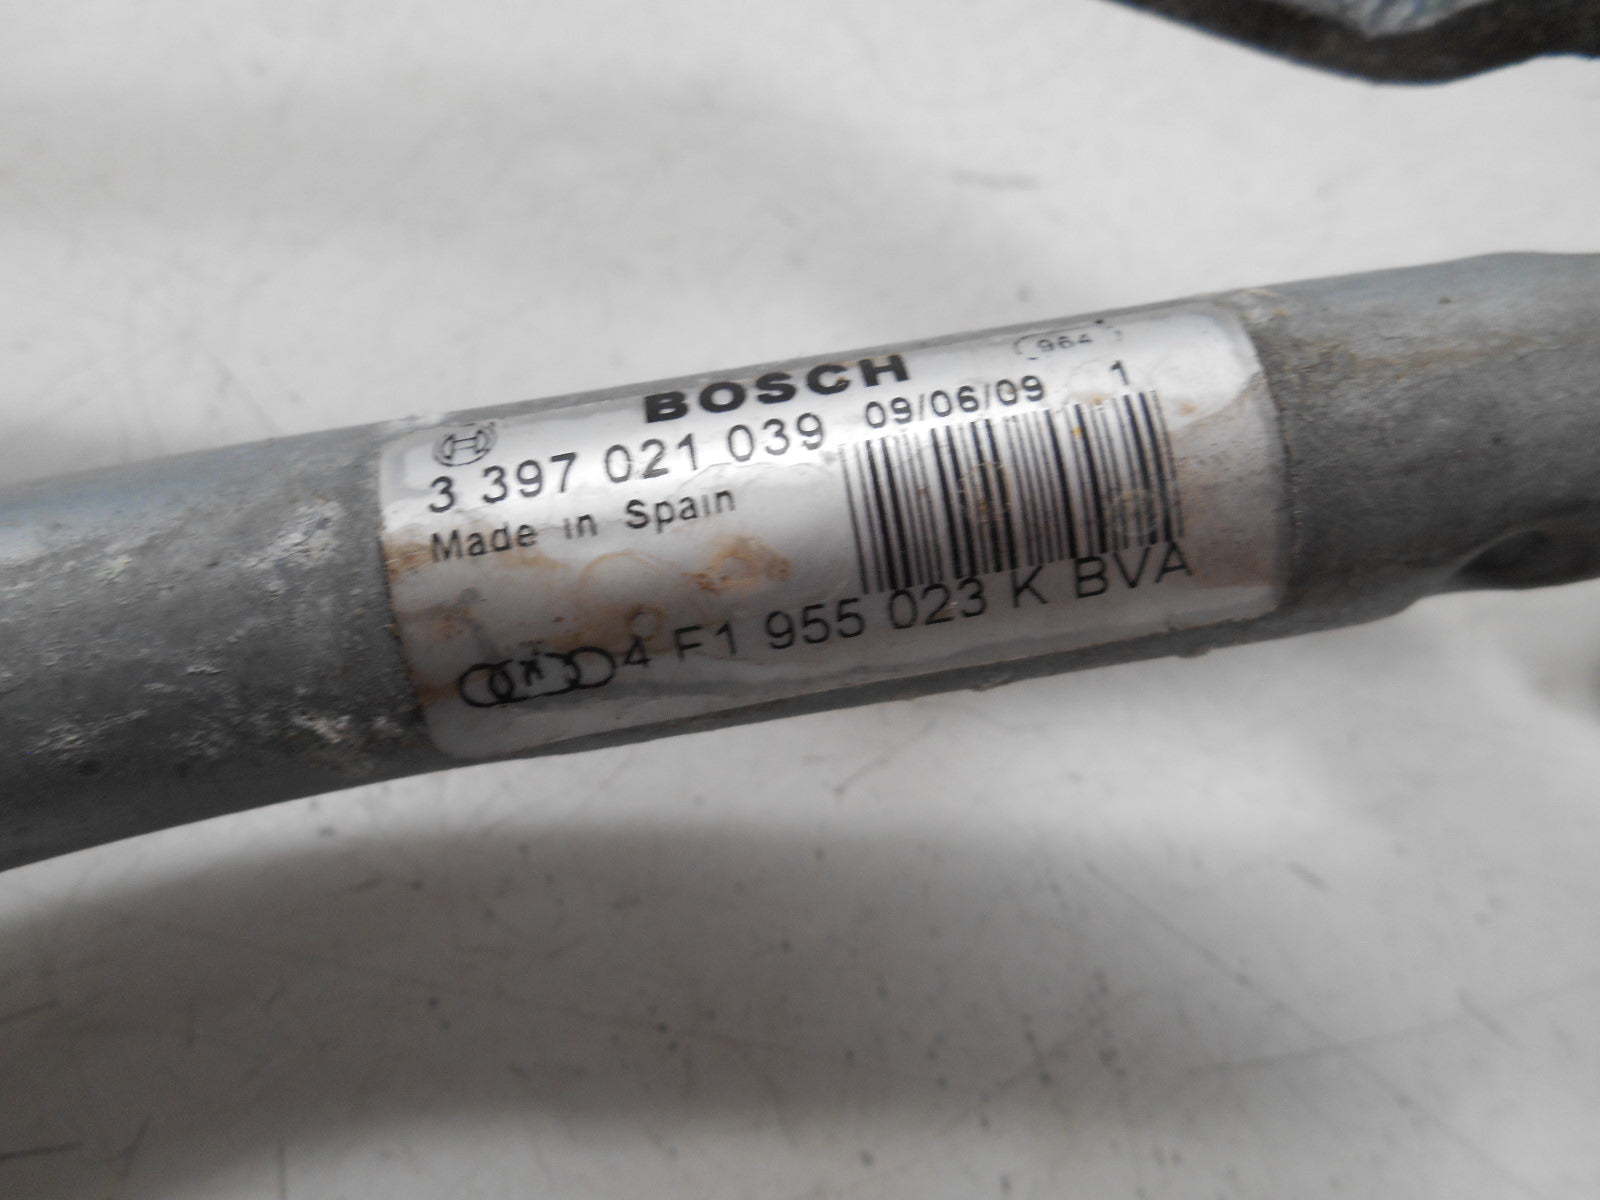 BOSCH
964
3 397 021 039 09/06/09 1
Made in Spain
4 F1 955 023 K BVA